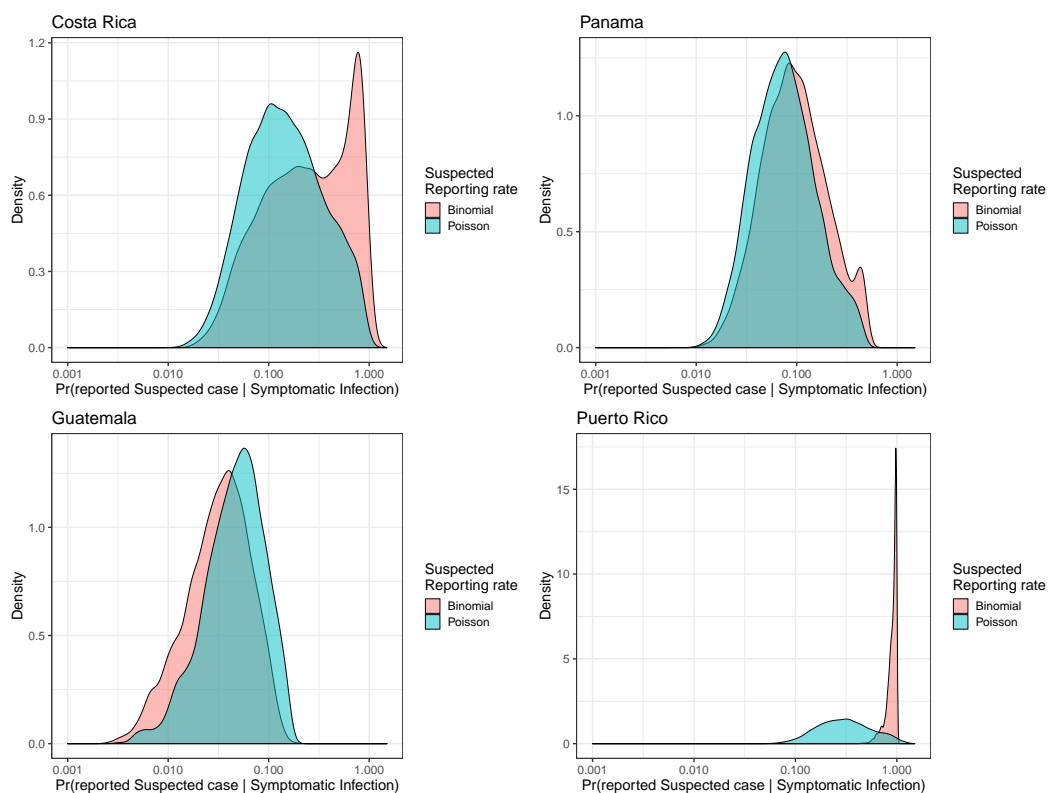 Costa Rica
1.2
0.9
0.6
0.3
0.0
Density
0.001
0.010
0.100
1.000
Pr(reported Suspected case | Symptomatic Infection)
Suspected
Reporting rate
Binomial
Poisson
Panama
1.0
0.5
0.0
Density
0.001
0.010
0.100
1.000
Pr(reported Suspected case | Symptomatic Infection)
Suspected
Reporting rate
Binomial
Poisson
Guatemala
1.0
0.5
0.0
Density
0.001
0.010
0.100
1.000
Pr(reported Suspected case | Symptomatic Infection)
Suspected
Reporting rate
Binomial
Poisson
Puerto Rico
15
10
5
0
Density
0.001
0.010
0.100
1.000
Pr(reported Suspected case | Symptomatic Infection)
Suspected
Reporting rate
Binomial
Poisson